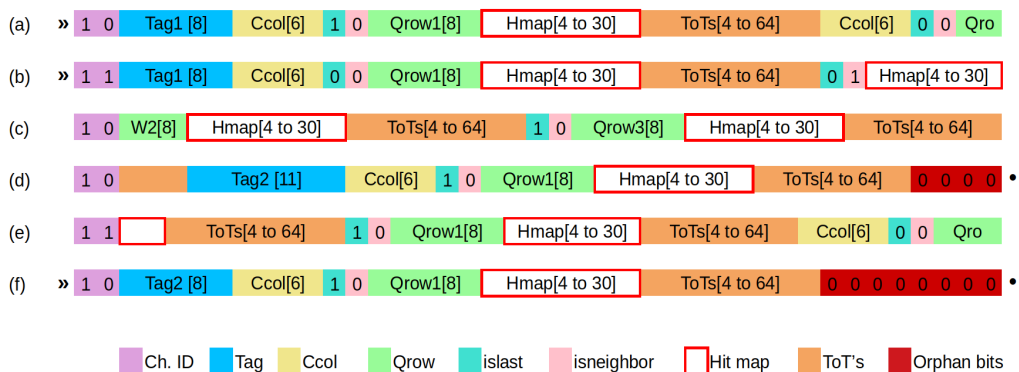 (a) » 1 0 Tag1 [8] Ccol[6] 1 0 Qrow1[8] Hmap[4 to 30] ToTs[4 to 64] Ccol[6] 0 0 Qro
(b) » 1 1 Tag1 [8] Ccol[6] 0 0 Qrow1[8] Hmap[4 to 30] ToTs[4 to 64] 0 1 Hmap[4 to 30]
(c) 1 0 W2[8] Hmap[4 to 30] ToTs[4 to 64] 1 0 Qrow3[8] Hmap[4 to 30] ToTs[4 to 64]
(d) 1 0 Tag2 [11] Ccol[6] 1 0 Qrow1[8] Hmap[4 to 30] ToTs[4 to 64] 0 0 0 0 •
(e) 1 1 ToTs[4 to 64] 1 0 Qrow1[8] Hmap[4 to 30] ToTs[4 to 64] Ccol[6] 0 0 Qro
(f) » 1 0 Tag2 [8] Ccol[6] 1 0 Qrow1[8] Hmap[4 to 30] ToTs[4 to 64] 0 0 0 0 0 0 0 0 •
Ch. ID Tag Ccol Qrow islast isneighbor Hit map ToT's Orphan bits